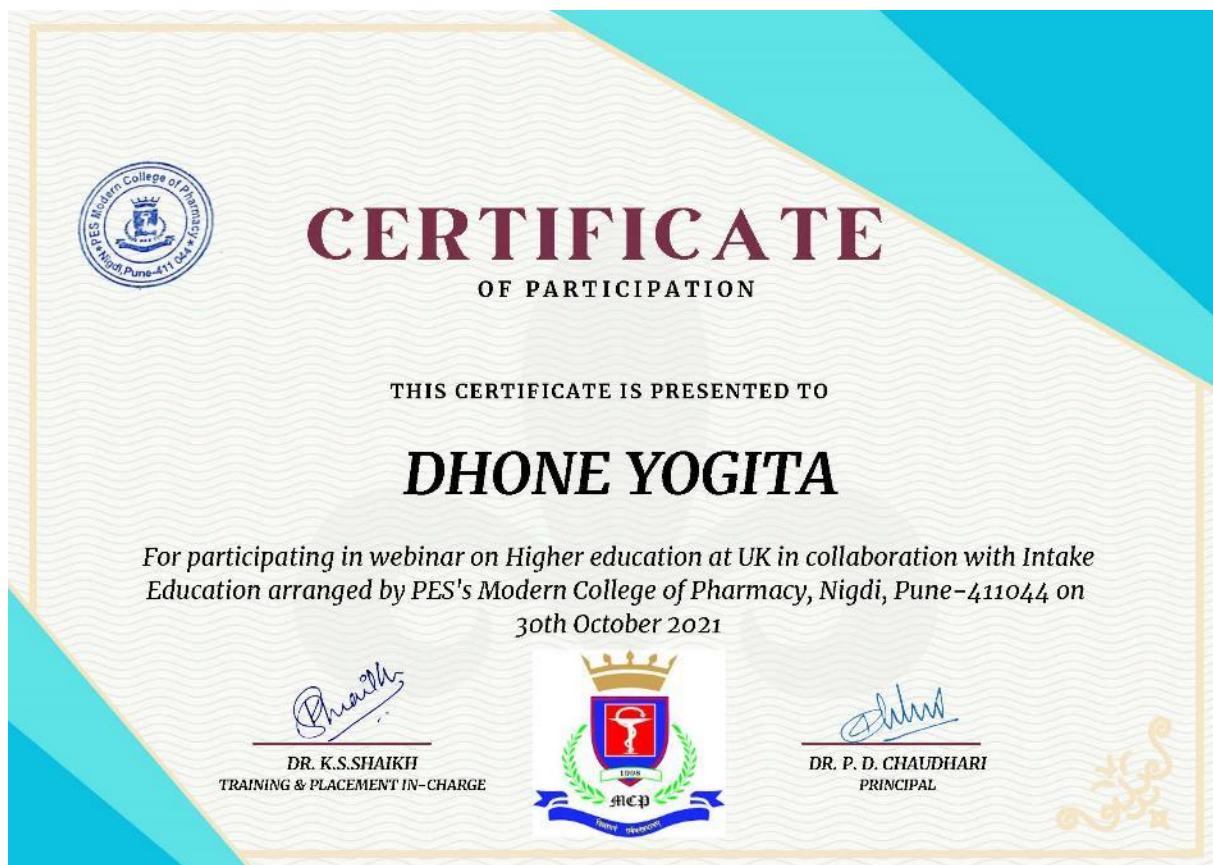 PES Modern College of Pharmacy
Nigdi, Pune-411 044
CERTIFICATE
OF PARTICIPATION
THIS CERTIFICATE IS PRESENTED TO
DHONE YOGITA
For participating in webinar on Higher education at UK in collaboration with Intake
Education arranged by PES's Modern College of Pharmacy, Nigdi, Pune-411044 on
30th October 2021
DR. K.S.SHAIKH
TRAINING & PLACEMENT IN-CHARGE
1998
MCP
DR. P. D. CHAUDHARI
PRINCIPAL